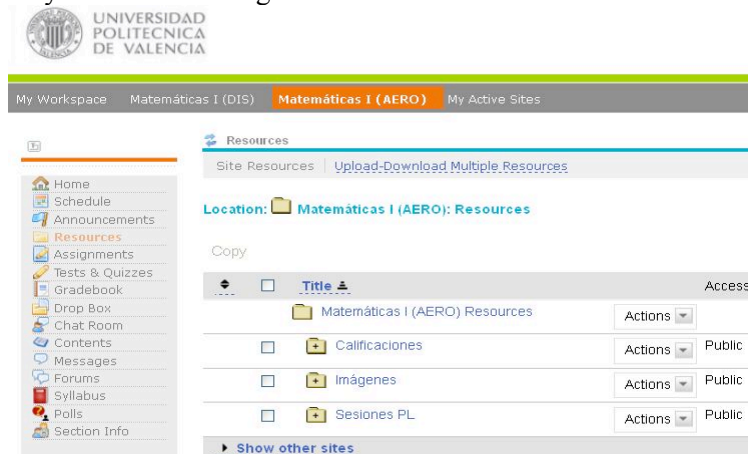 UNIVERSIDAD
POLITECNICA
DE VALENCIA
My Workspace Matemáticas I (DIS) Matemáticas I (AERO) My Active Sites
Resources
Site Resources | Upload-Download Multiple Resources
Home
Schedule
Announcements
Resources
Assignments
Tests & Quizzes
Gradebook
Drop Box
Chat Room
Contents
Messages
Forums
Syllabus
Polls
Section Info
Location: Matemáticas I (AERO): Resources
Copy
Title Access
Matemáticas I (AERO) Resources Actions
Calificaciones Actions Public
Imágenes Actions Public
Sesiones PL Actions Public
Show other sites